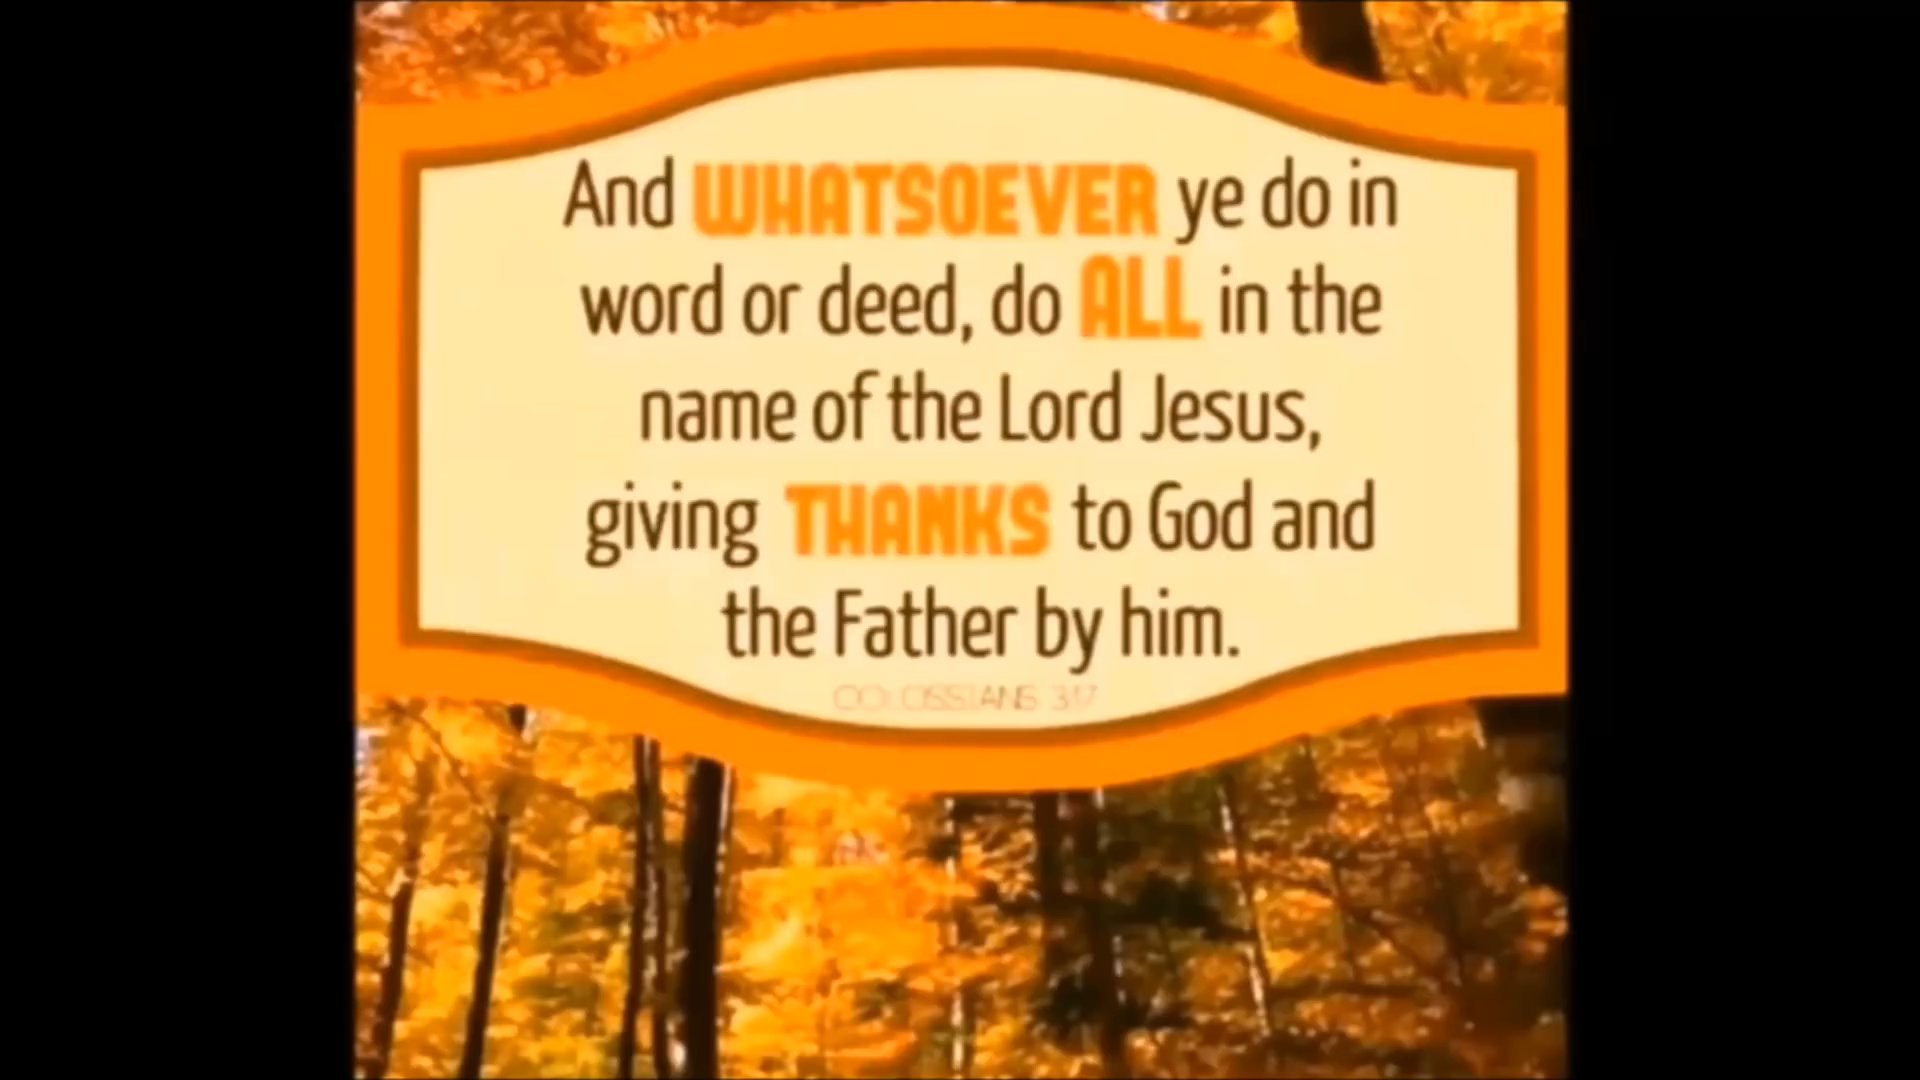 And WHATSOEVER ye do in
word or deed, do ALL in the
name of the Lord Jesus,
giving THANKS to God and
the Father by him.
COLOSSIANS 3:17